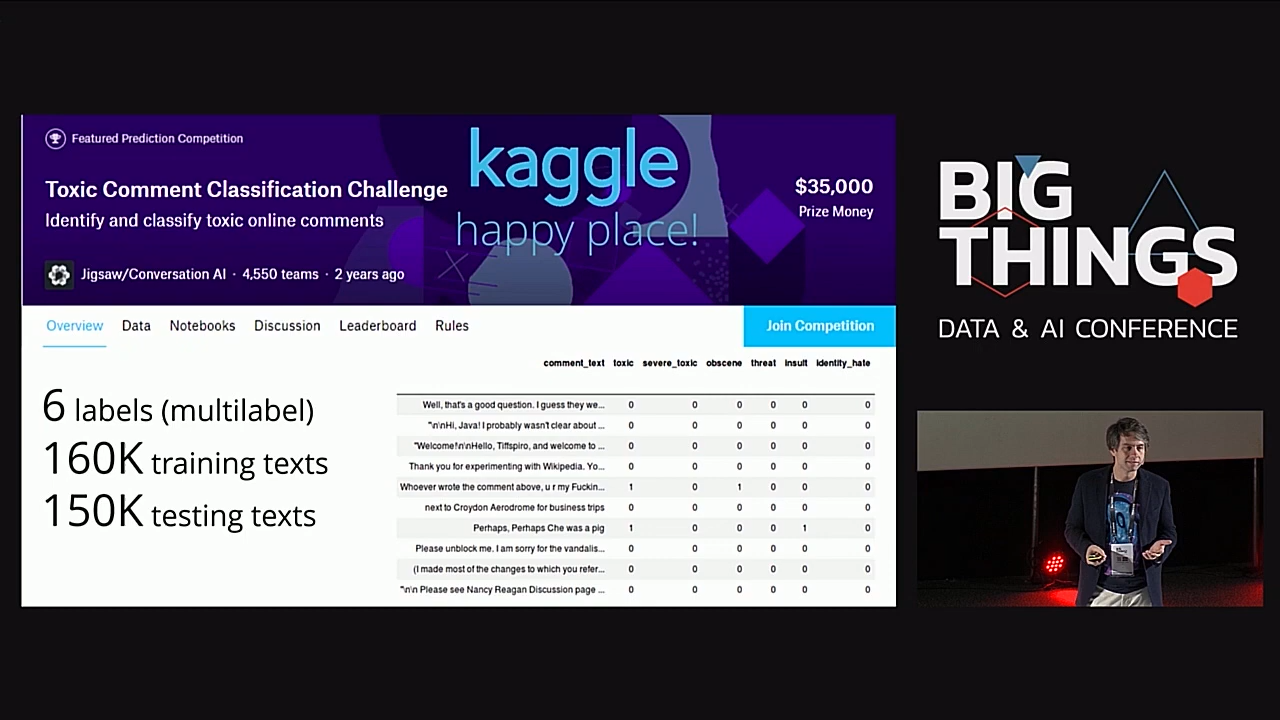 Featured Prediction Competition
kaggle
happy place!
Toxic Comment Classification Challenge
Identify and classify toxic online comments
$35,000
Prize Money
Jigsaw/Conversation AI · 4,550 teams · 2 years ago
Overview Data Notebooks Discussion Leaderboard Rules Join Competition
6 labels (multilabel)
160K training texts
150K testing texts
comment_text toxic severe_toxic obscene threat insult identity_hate
Well, that's a good question. I guess they we... 0 0 0 0 0 0
"\n\nHi, Java! I probably wasn't clear about ... 0 0 0 0 0 0
"Welcome!\n\nHello, Tiffspiro, and welcome to ... 0 0 0 0 0 0
Thank you for experimenting with Wikipedia. Yo... 0 0 0 0 0 0
Whoever wrote the comment above, u r my Fuckin... 1 0 1 0 0 0
next to Croydon Aerodrome for business trips 0 0 0 0 0 0
Perhaps, Perhaps Che was a pig 1 0 0 0 1 0
Please unblock me. I am sorry for the vandalis... 0 0 0 0 0 0
(I made most of the changes to which you refer... 0 0 0 0 0 0
"\n\n Please see Nancy Reagan Discussion page ... 0 0 0 0 0 0
BIG
THINGS
DATA & AI CONFERENCE